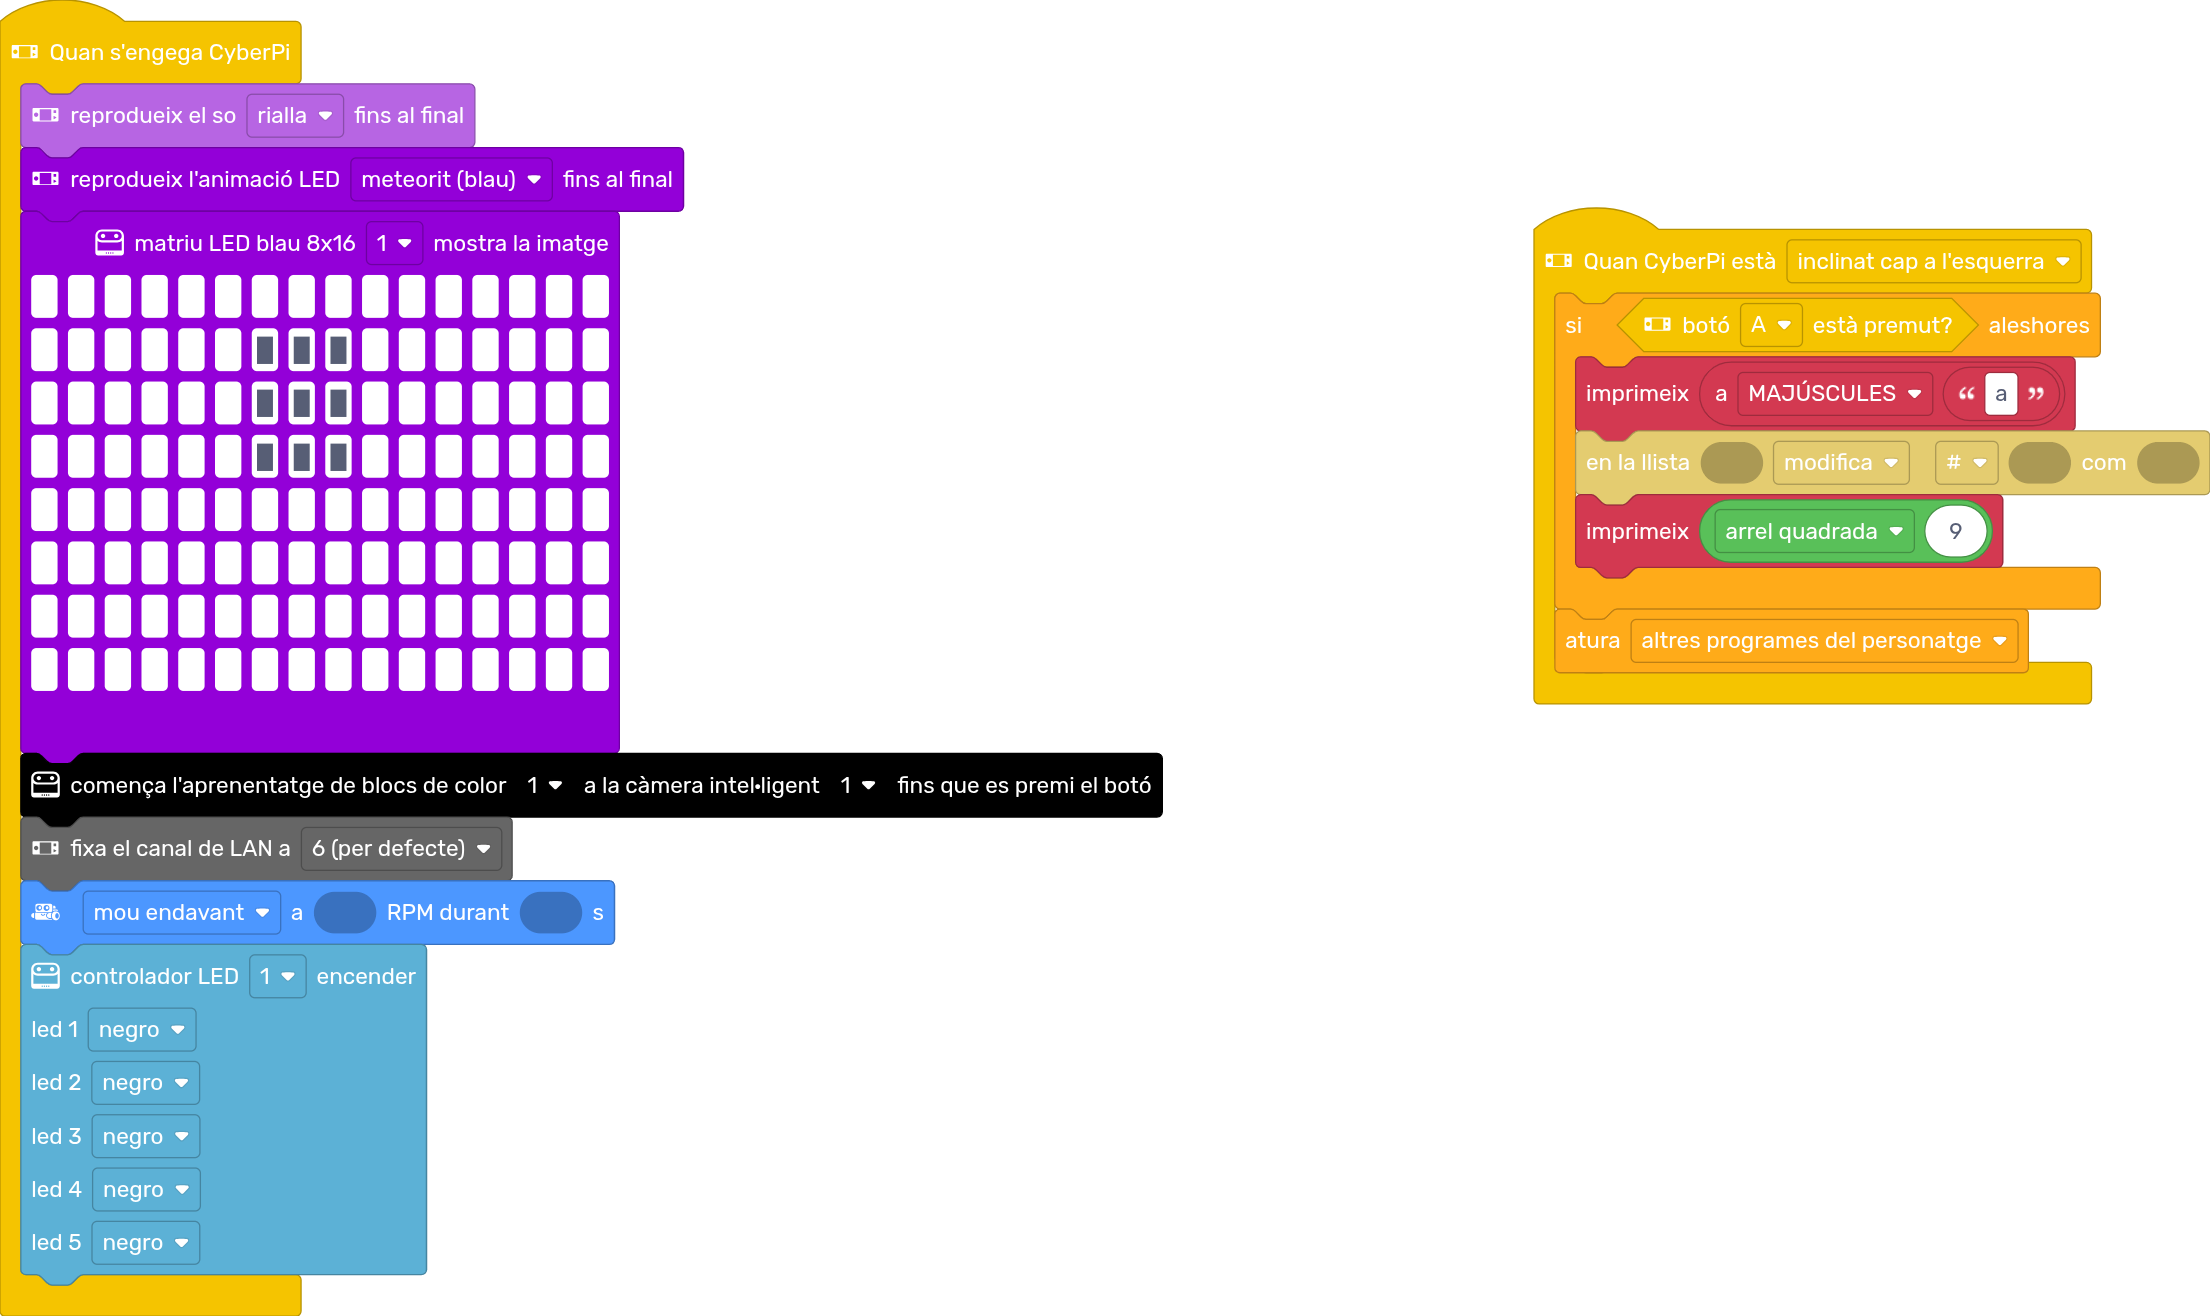 Quan s'engega CyberPi
reprodueix el so rialla fins al final
reprodueix l'animació LED meteorit (blau) fins al final
matriu LED blau 8x16 1 mostra la imatge
comença l'aprenentatge de blocs de color 1 a la càmera intel•ligent 1 fins que es premi el botó
fixa el canal de LAN a 6 (per defecte)
mou endavant a RPM durant s
controlador LED 1 encender
led 1 negro
led 2 negro
led 3 negro
led 4 negro
led 5 negro
Quan CyberPi està inclinat cap a l'esquerra
si botó A està premut? aleshores
imprimeix a MAJÚSCULES “ a ”
en la llista modifica # com
imprimeix arrel quadrada 9
atura altres programes del personatge